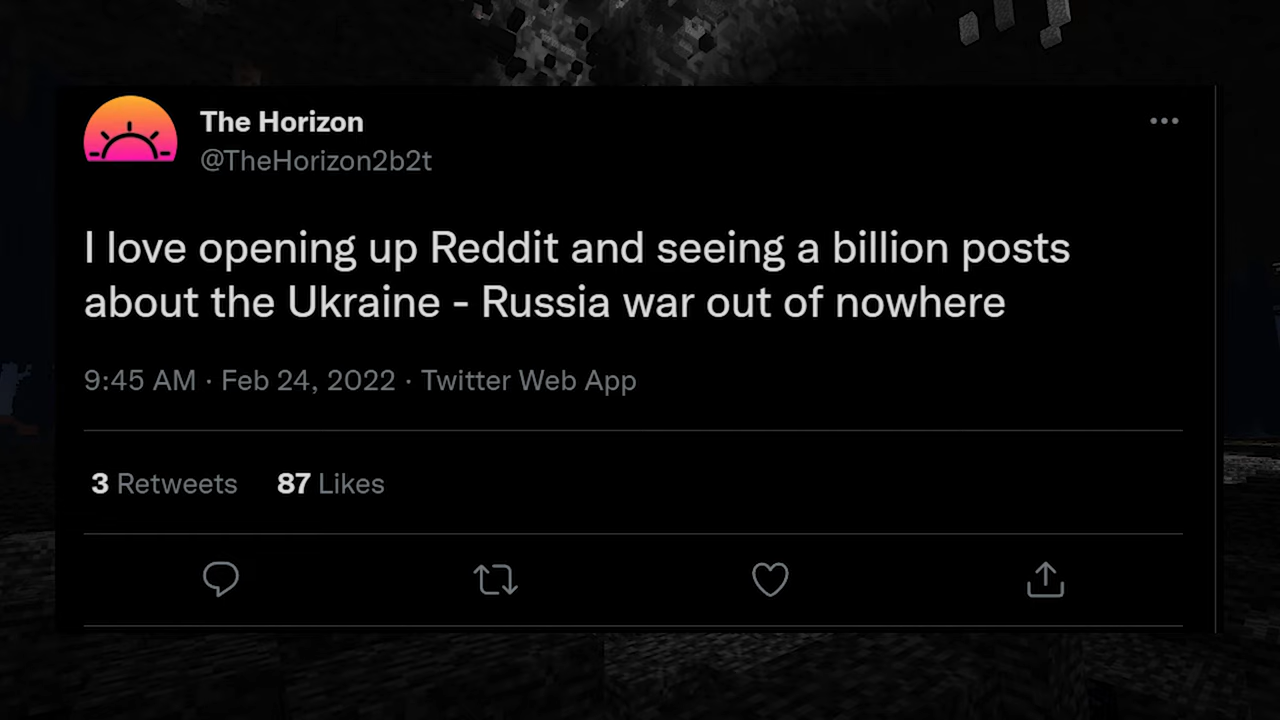 The Horizon
@TheHorizon2b2t
I love opening up Reddit and seeing a billion posts
about the Ukraine - Russia war out of nowhere
9:45 AM · Feb 24, 2022 · Twitter Web App
3 Retweets 87 Likes